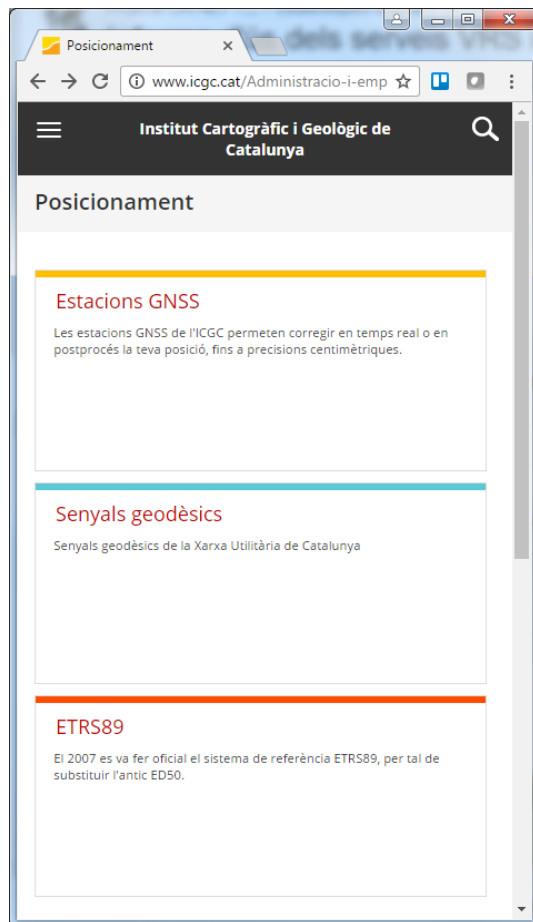 dels serveis VRS
Posicionament
www.icgc.cat/Administracio-i-emp
Institut Cartogràfic i Geològic de
Catalunya
Posicionament
Estacions GNSS
Les estacions GNSS de l'ICGC permeten corregir en temps real o en
postprocés la teva posició, fins a precisions centimètriques.
Senyals geodèsics
Senyals geodèsics de la Xarxa Utilitària de Catalunya
ETRS89
El 2007 es va fer oficial el sistema de referència ETRS89, per tal de
substituir l'antic ED50.